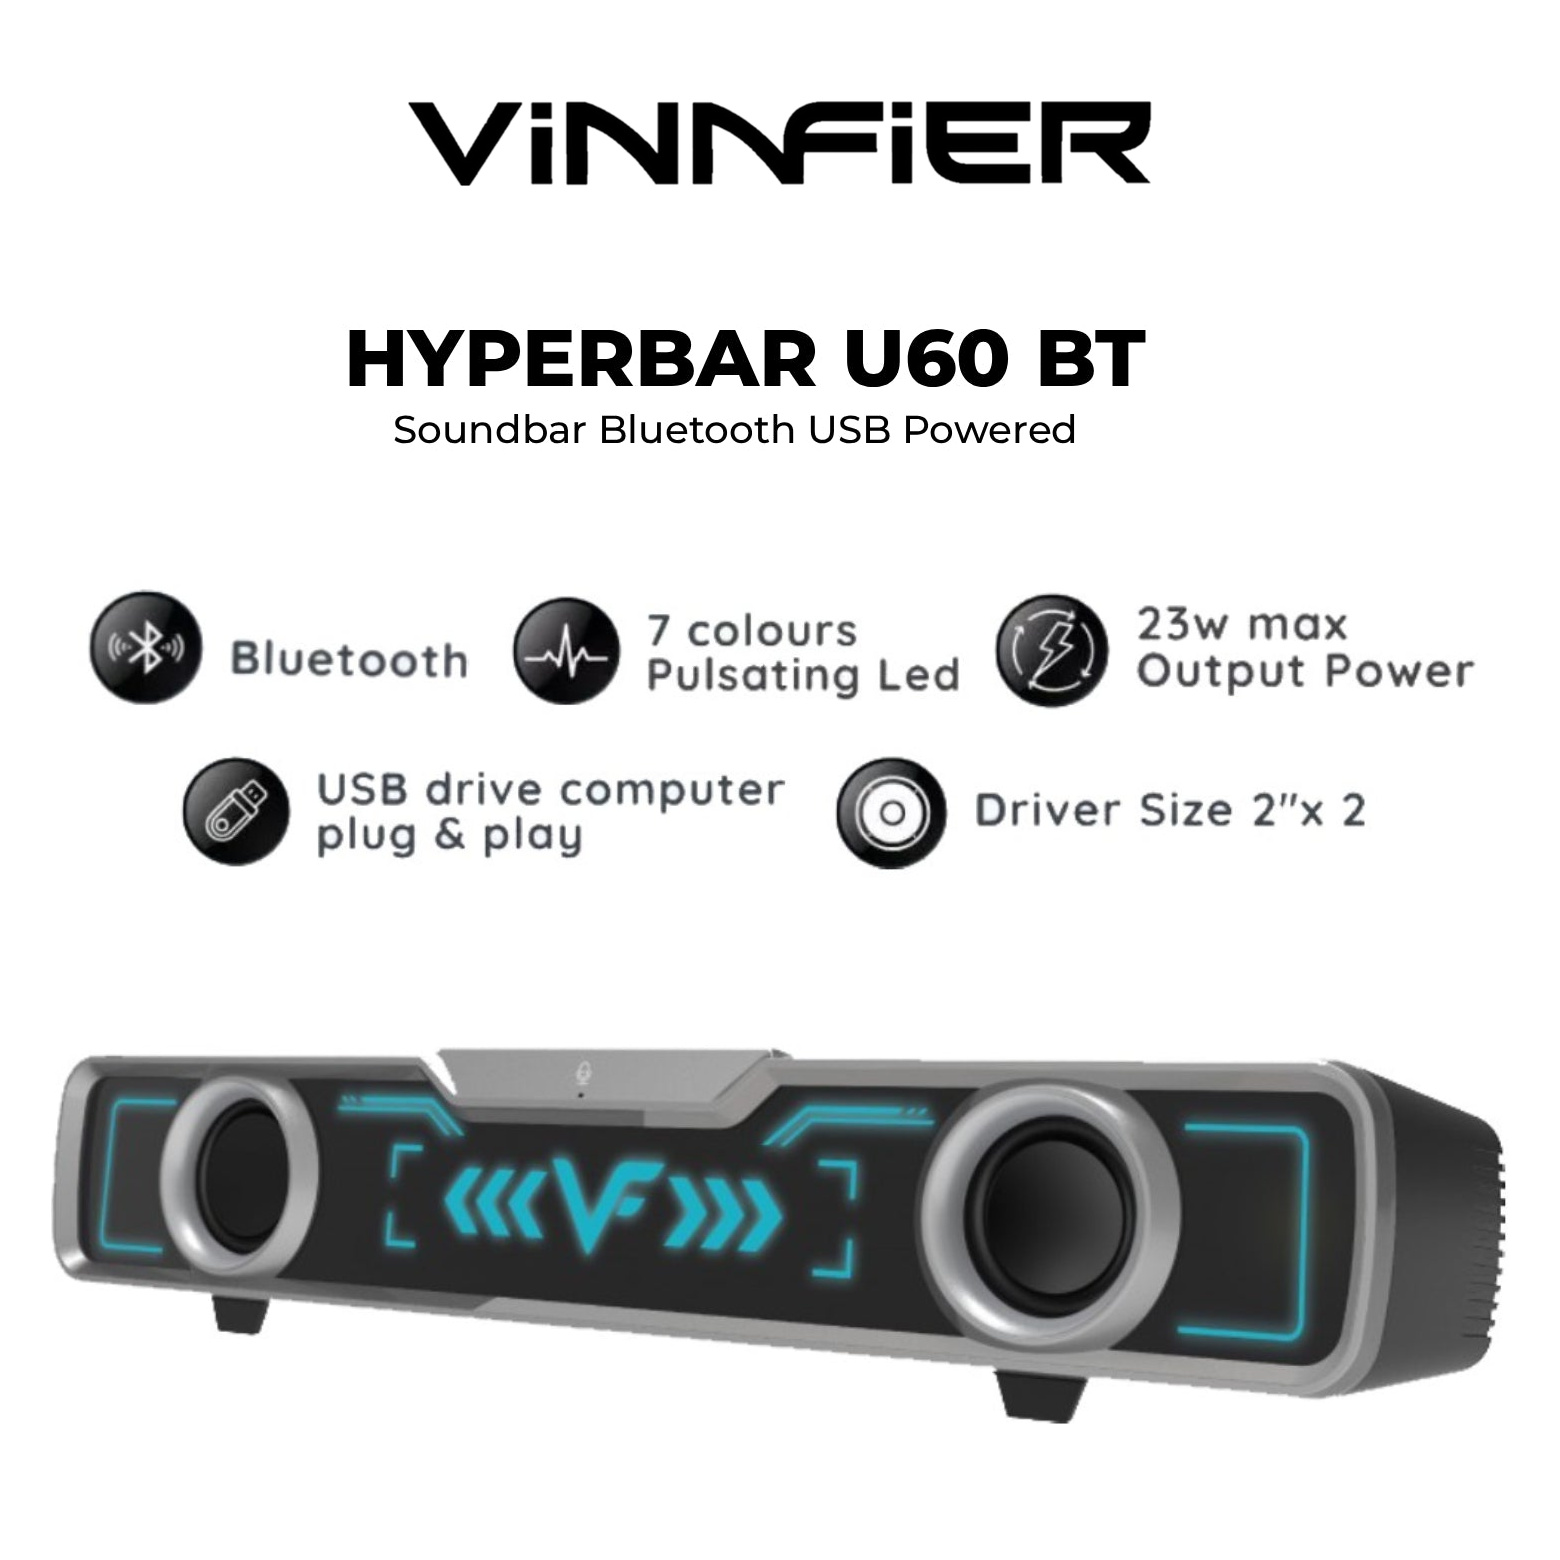 ViNNFiER
HYPERBAR U60 BT
Soundbar Bluetooth USB Powered
Bluetooth
7 colours
Pulsating Led
23w max
Output Power
USB drive computer
plug & play
Driver Size 2"x 2
VF